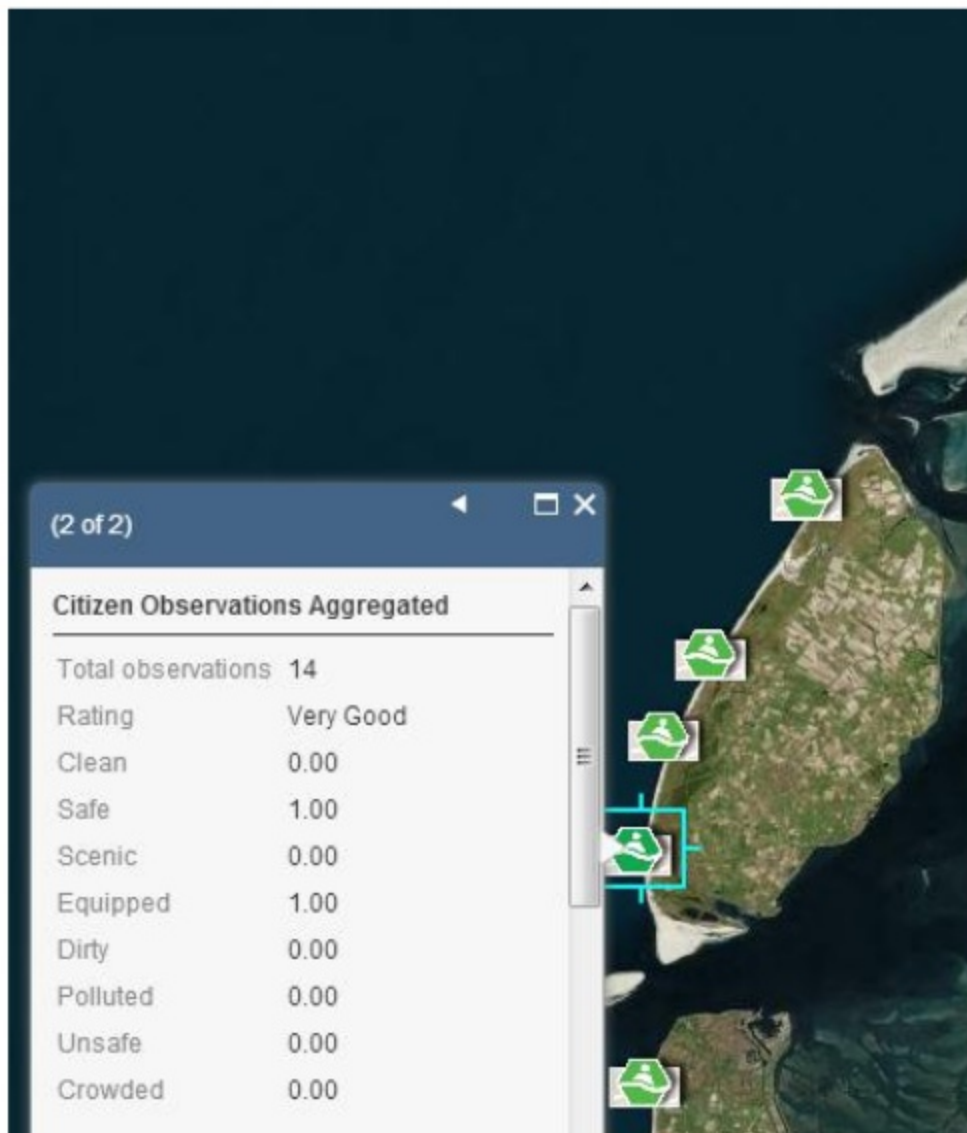 (2 of 2)
Citizen Observations Aggregated
Total observations 14
Rating Very Good
Clean 0.00
Safe 1.00
Scenic 0.00
Equipped 1.00
Dirty 0.00
Polluted 0.00
Unsafe 0.00
Crowded 0.00